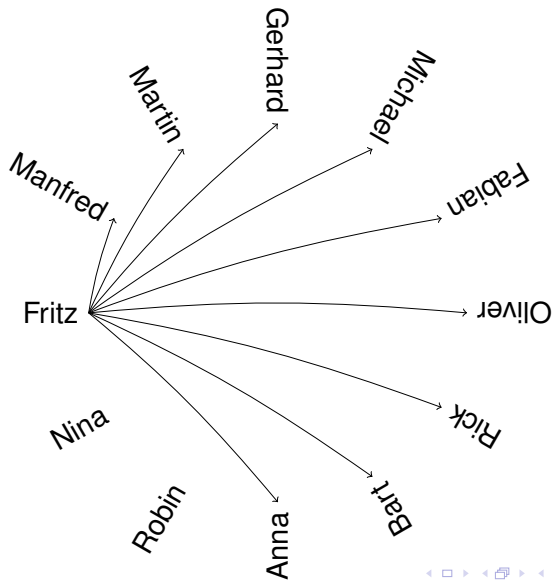 Gerhard
Michael
Martin
Fabian
Manfred
Fritz
Oliver
Nina
Rick
Robin
Bart
Anna